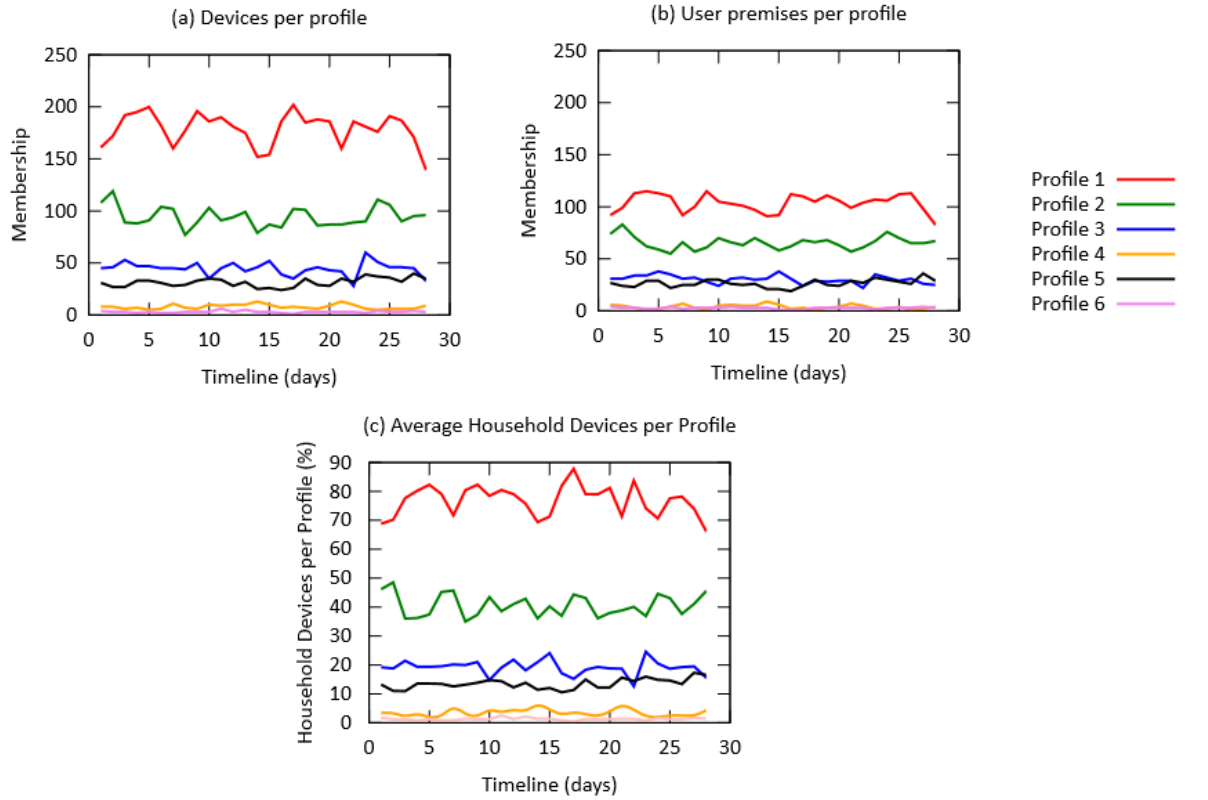 (a) Devices per profile
250
200
150
100
50
0
0 5 10 15 20 25 30
Membership
Timeline (days)
(b) User premises per profile
250
200
150
100
50
0
0 5 10 15 20 25 30
Membership
Timeline (days)
Profile 1
Profile 2
Profile 3
Profile 4
Profile 5
Profile 6
(c) Average Household Devices per Profile
90
80
70
60
50
40
30
20
10
0
0 5 10 15 20 25 30
Household Devices per Profile (%)
Timeline (days)